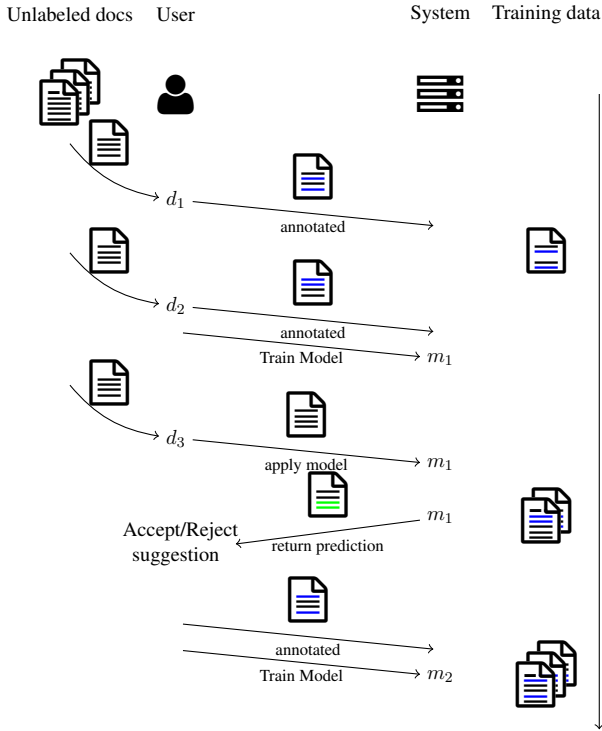 Unlabeled docs User System Training data
d1
annotated
d2
annotated
Train Model m1
d3
apply model m1
m1
Accept/Reject
suggestion
return prediction
annotated
Train Model m2